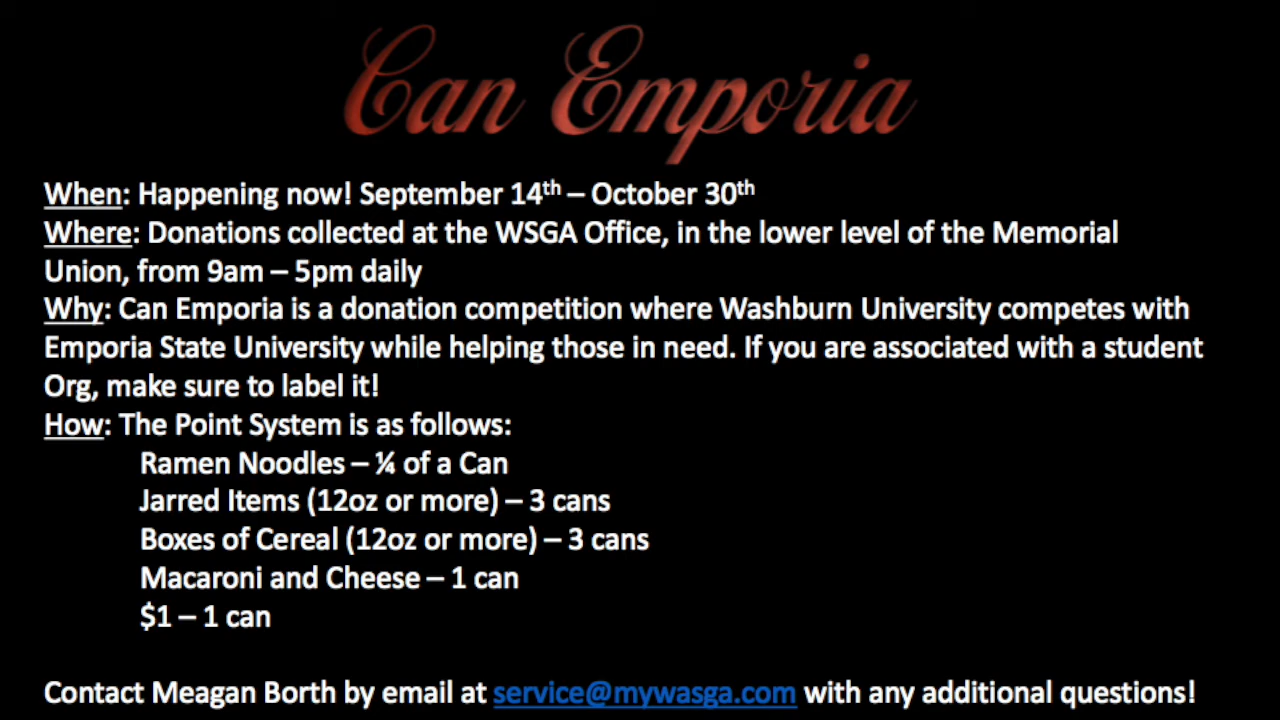 Can Emporia
When: Happening now! September 14th – October 30th
Where: Donations collected at the WSGA Office, in the lower level of the Memorial
Union, from 9am – 5pm daily
Why: Can Emporia is a donation competition where Washburn University competes with
Emporia State University while helping those in need. If you are associated with a student
Org, make sure to label it!
How: The Point System is as follows:
Ramen Noodles – ¼ of a Can
Jarred Items (12oz or more) – 3 cans
Boxes of Cereal (12oz or more) – 3 cans
Macaroni and Cheese – 1 can
$1 – 1 can
Contact Meagan Borth by email at service@mywasga.com with any additional questions!